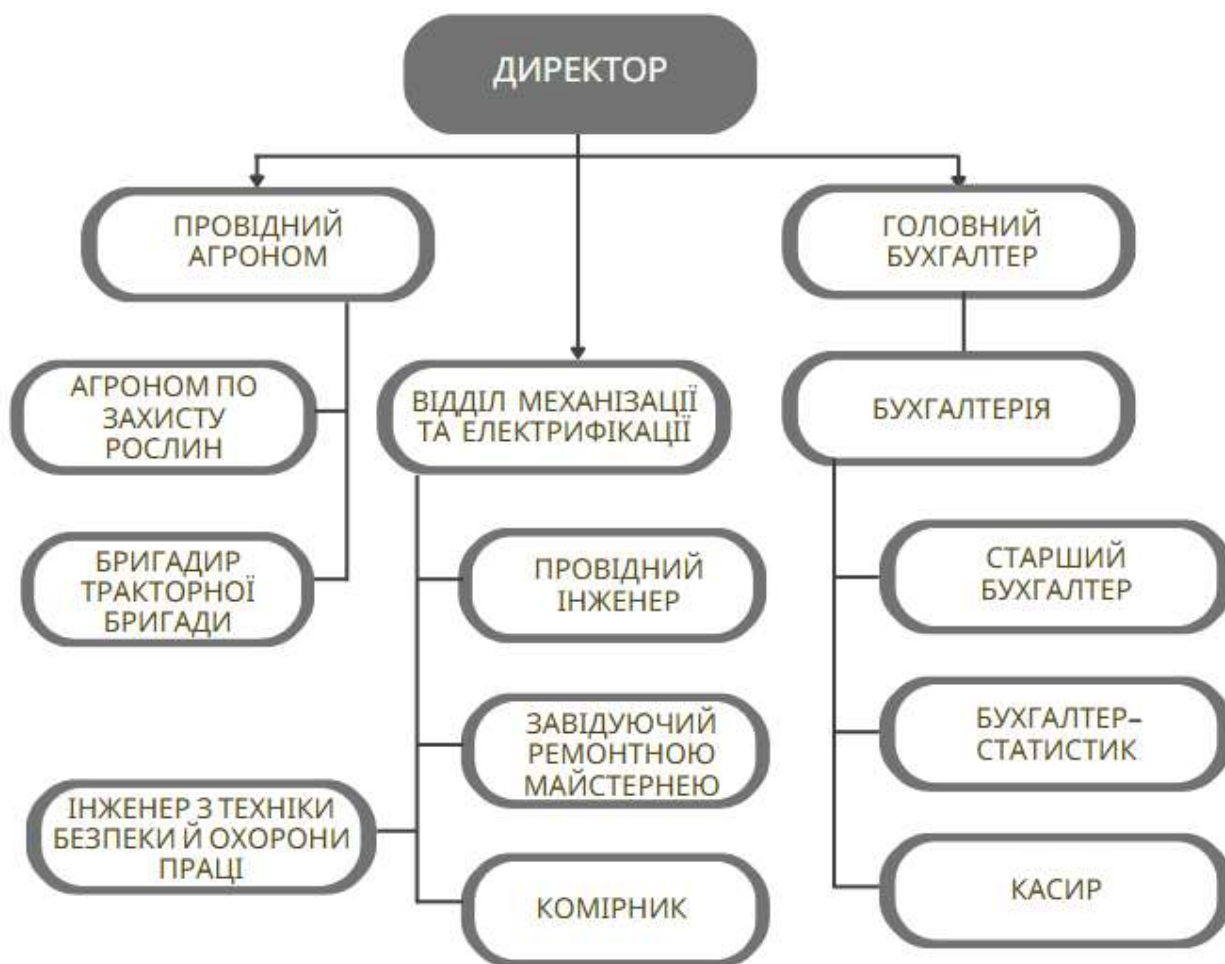 ДИРЕКТОР
ПРОВІДНИЙ
АГРОНОМ
ГОЛОВНИЙ
БУХГАЛТЕР
АГРОНОМ ПО
ЗАХИСТУ
РОСЛИН
ВІДДІЛ МЕХАНІЗАЦІЇ
ТА ЕЛЕКТРИФІКАЦІЇ
БУХГАЛТЕРІЯ
БРИГАДИР
ТРАКТОРНОЇ
БРИГАДИ
ПРОВІДНИЙ
ІНЖЕНЕР
СТАРШИЙ
БУХГАЛТЕР
ЗАВІДУЮЧИЙ
РЕМОНТНОЮ
МАЙСТЕРНЕЮ
БУХГАЛТЕР–
СТАТИСТИК
ІНЖЕНЕР З ТЕХНІКИ
БЕЗПЕКИ Й ОХОРОНИ
ПРАЦІ
КОМІРНИК
КАСИР